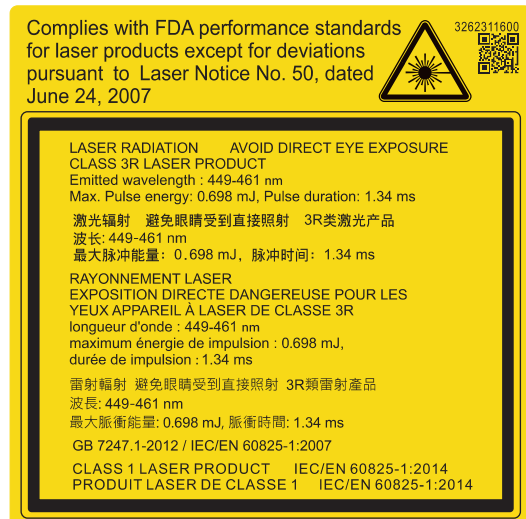 Complies with FDA performance standards
for laser products except for deviations
pursuant to Laser Notice No. 50, dated
June 24, 2007
3262311600
LASER RADIATION AVOID DIRECT EYE EXPOSURE
CLASS 3R LASER PRODUCT
Emitted wavelength : 449-461 nm
Max. Pulse energy: 0.698 mJ, Pulse duration: 1.34 ms
激光辐射 避免眼睛受到直接照射 3R类激光产品
波长: 449-461 nm
最大脉冲能量：0.698 mJ，脉冲时间：1.34 ms
RAYONNEMENT LASER
EXPOSITION DIRECTE DANGEREUSE POUR LES
YEUX APPAREIL À LASER DE CLASSE 3R
longueur d'onde : 449-461 nm
maximum énergie de impulsion : 0.698 mJ,
durée de impulsion : 1.34 ms
雷射輻射 避免眼睛受到直接照射 3R類雷射產品
波長: 449-461 nm
最大脈衝能量: 0.698 mJ, 脈衝時間: 1.34 ms
GB 7247.1-2012 / IEC/EN 60825-1:2007
CLASS 1 LASER PRODUCT IEC/EN 60825-1:2014
PRODUIT LASER DE CLASSE 1 IEC/EN 60825-1:2014